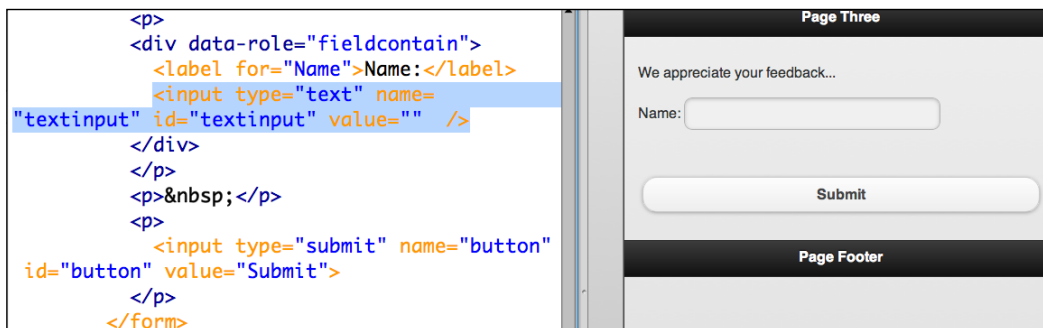 <p>
<div data-role="fieldcontain">
<label for="Name">Name:</label>
<input type="text" name=
"textinput" id="textinput" value=""  />
</div>
</p>
<p>&nbsp;</p>
<p>
<input type="submit" name="button"
id="button" value="Submit">
</p>
</form>
Page Three
We appreciate your feedback...
Name:
Submit
Page Footer